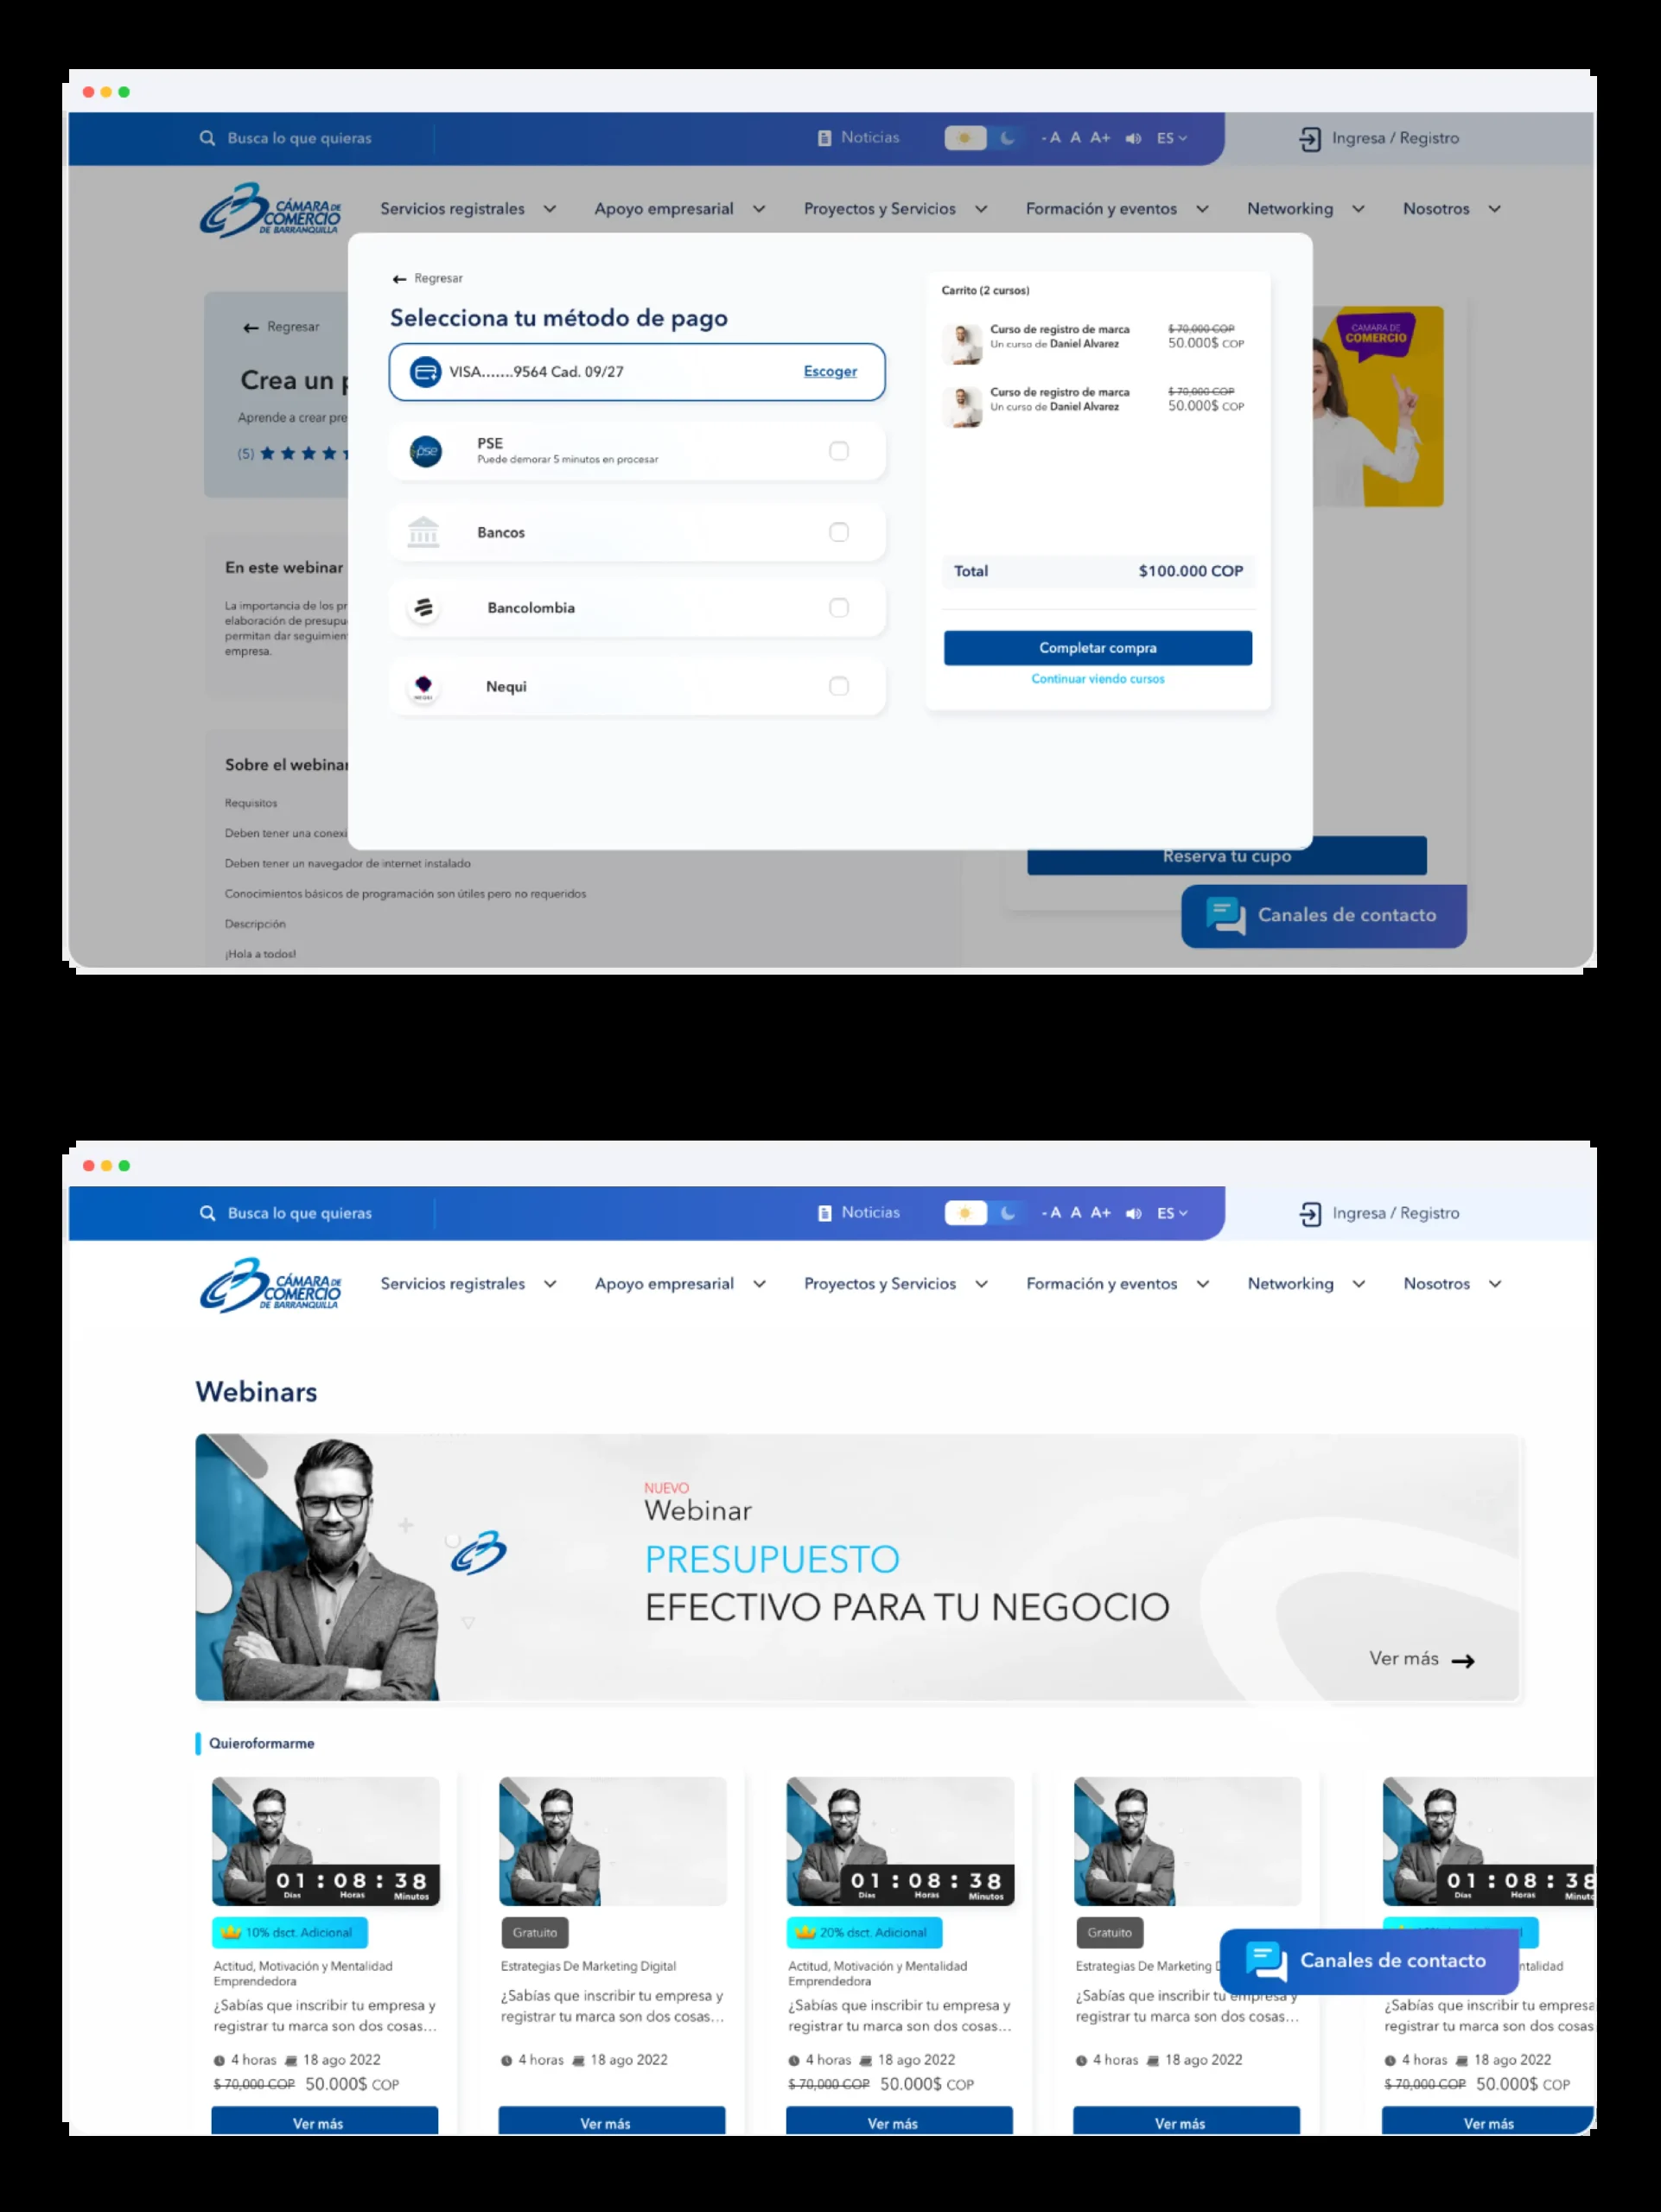 Busca lo que quieras
Noticias
- A A A+
ES
Ingresa / Registro
CÁMARA DE
COMERCIO
DE BARRANQUILLA
Servicios registrales
Apoyo empresarial
Proyectos y Servicios
Formación y eventos
Networking
Nosotros
Regresar
Crea un
Aprende a crear pre
(5)
En este webinar
La importancia de los pr
elaboración de presupu
permitan dar seguimien
empresa.
Sobre el webinar
Requisitos
Deben tener una conexi
Deben tener un navegador de internet instalado
Conocimientos básicos de programación son útiles pero no requeridos
Descripción
¡Hola a todos!
Regresar
Selecciona tu método de pago
VISA.......9564 Cad. 09/27
Escoger
pse
PSE
Puede demorar 5 minutos en procesar
Bancos
Bancolombia
NEQUI
Nequi
Carrito (2 cursos)
Curso de registro de marca
$ 70,000 COP
Un curso de Daniel Alvarez
50.000$ COP
Curso de registro de marca
$ 70,000 COP
Un curso de Daniel Alvarez
50.000$ COP
Total
$100.000 COP
Completar compra
Continuar viendo cursos
CAMARA DE
COMERCIO
Reserva tu cupo
Canales de contacto
Busca lo que quieras
Noticias
- A A A+
ES
Ingresa / Registro
CÁMARA DE
COMERCIO
DE BARRANQUILLA
Servicios registrales
Apoyo empresarial
Proyectos y Servicios
Formación y eventos
Networking
Nosotros
Webinars
NUEVO
Webinar
PRESUPUESTO
EFECTIVO PARA TU NEGOCIO
Ver más
Quieroformarme
01 : 08 : 38
Días Horas Minutos
10% dsct. Adicional
Actitud, Motivación y Mentalidad
Emprendedora
¿Sabías que inscribir tu empresa y
registrar tu marca son dos cosas...
4 horas 18 ago 2022
$ 70,000 COP 50.000$ COP
Ver más
Gratuito
Estrategias De Marketing Digital
¿Sabías que inscribir tu empresa y
registrar tu marca son dos cosas...
4 horas 18 ago 2022
Ver más
01 : 08 : 38
Días Horas Minutos
20% dsct. Adicional
Actitud, Motivación y Mentalidad
Emprendedora
¿Sabías que inscribir tu empresa y
registrar tu marca son dos cosas...
4 horas 18 ago 2022
$ 70,000 COP 50.000$ COP
Ver más
Gratuito
Estrategias De Marketing
¿Sabías que inscribir tu empresa y
registrar tu marca son dos cosas...
4 horas 18 ago 2022
Ver más
01 : 08 : 38
Días Horas Minuto
ntalidad
¿Sabías que inscribir tu empresa
registrar tu marca son dos cosas
4 horas 18 ago 2022
$ 70,000 COP 50.000$ COP
Ver más
Canales de contacto